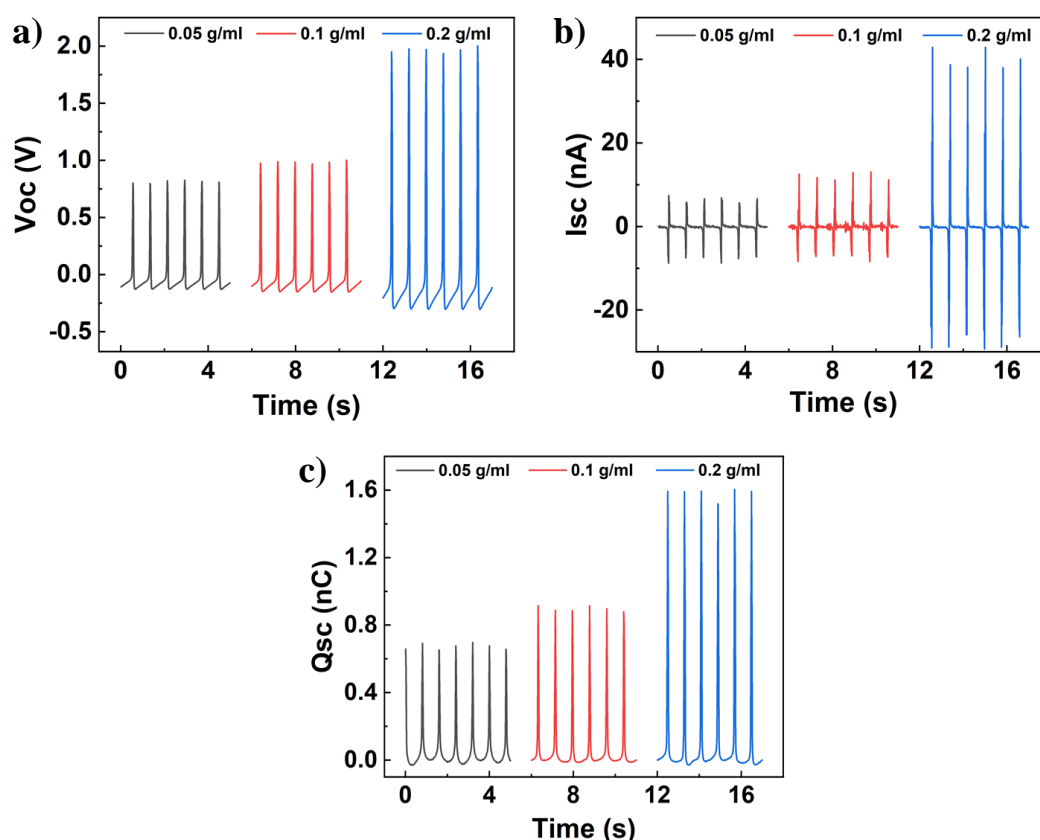 a)
0.05 g/ml 0.1 g/ml 0.2 g/ml
2.0
1.5
1.0
0.5
0.0
-0.5
Voc (V)
0 4 8 12 16
Time (s)
b)
0.05 g/ml 0.1 g/ml 0.2 g/ml
40
20
0
-20
Isc (nA)
0 4 8 12 16
Time (s)
c)
0.05 g/ml 0.1 g/ml 0.2 g/ml
1.6
1.2
0.8
0.4
0.0
Qsc (nC)
0 4 8 12 16
Time (s)